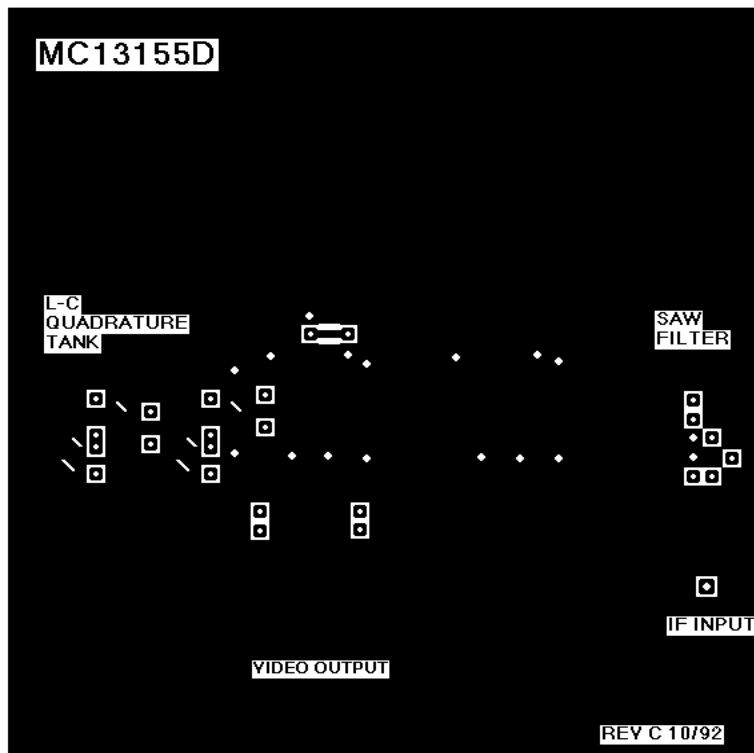 MC13155D
L-C
QUADRATURE
TANK
SAW
FILTER
IF INPUT
VIDEO OUTPUT
REV C 10/92